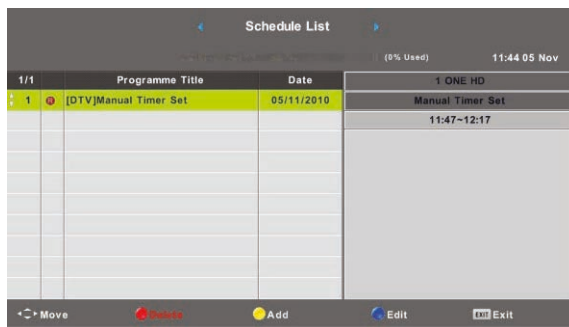 Schedule List
(0% Used) 11:44 05 Nov
1/1 Programme Title Date 1 ONE HD
1 [DTV]Manual Timer Set 05/11/2010 Manual Timer Set
11:47~12:17
Move Delete Add Edit EXIT Exit